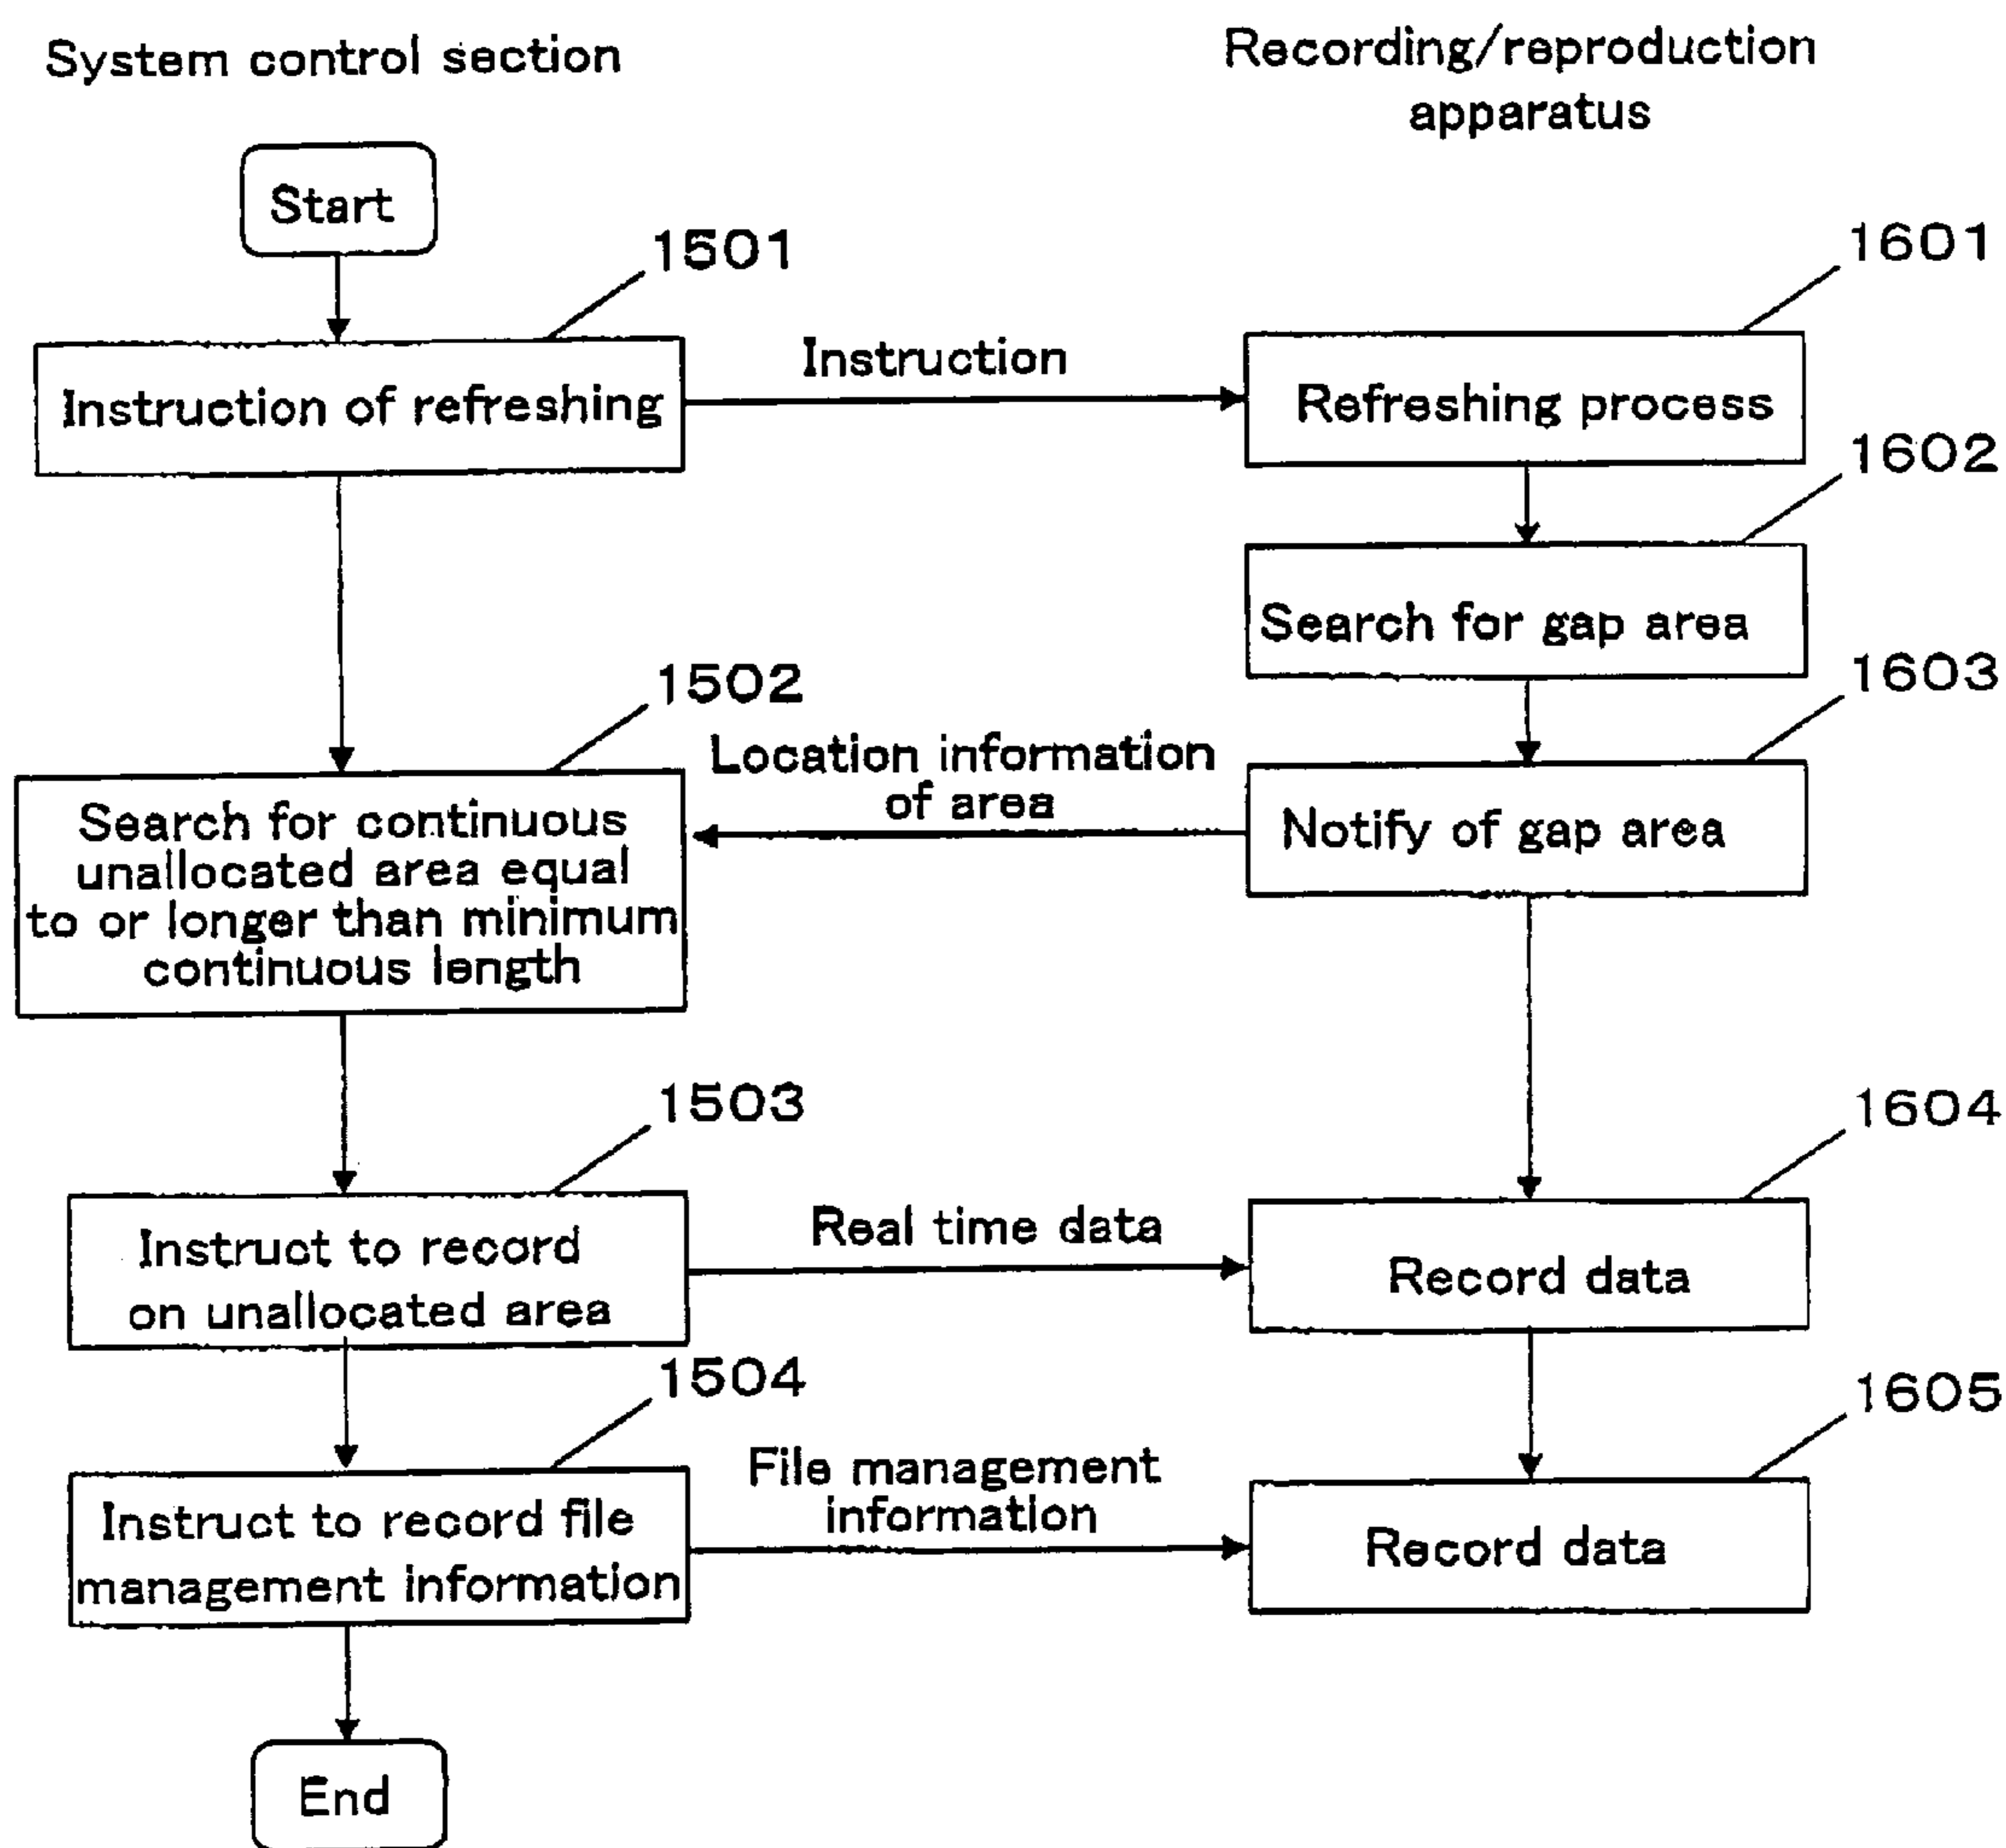 System control section
Recording/reproduction
apparatus
Start
1501
1601
Instruction of refreshing
Instruction
Refreshing process
1602
Search for gap area
1502
1603
Location information
of area
Search for continuous
unallocated area equal
to or longer than minimum
continuous length
Notify of gap area
1503
1604
Instruct to record
on unallocated area
Real time data
Record data
1504
1605
File management
information
Instruct to record file
management information
Record data
End